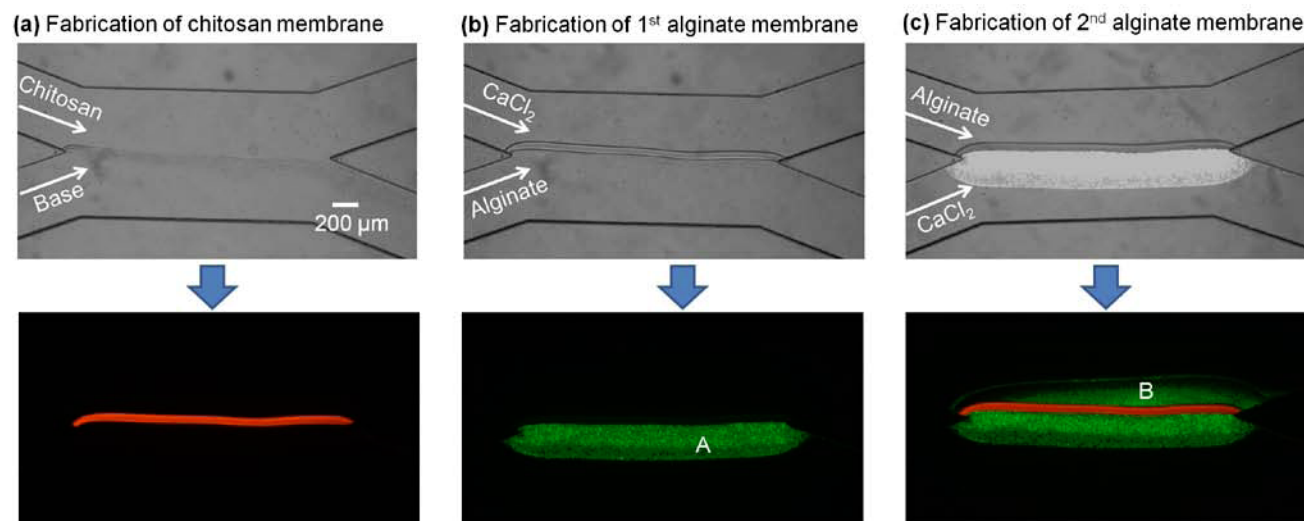 (a) Fabrication of chitosan membrane
(b) Fabrication of 1st alginate membrane
(c) Fabrication of 2nd alginate membrane
Chitosan
Base
200 μm
CaCl2
Alginate
Alginate
CaCl2
A
B